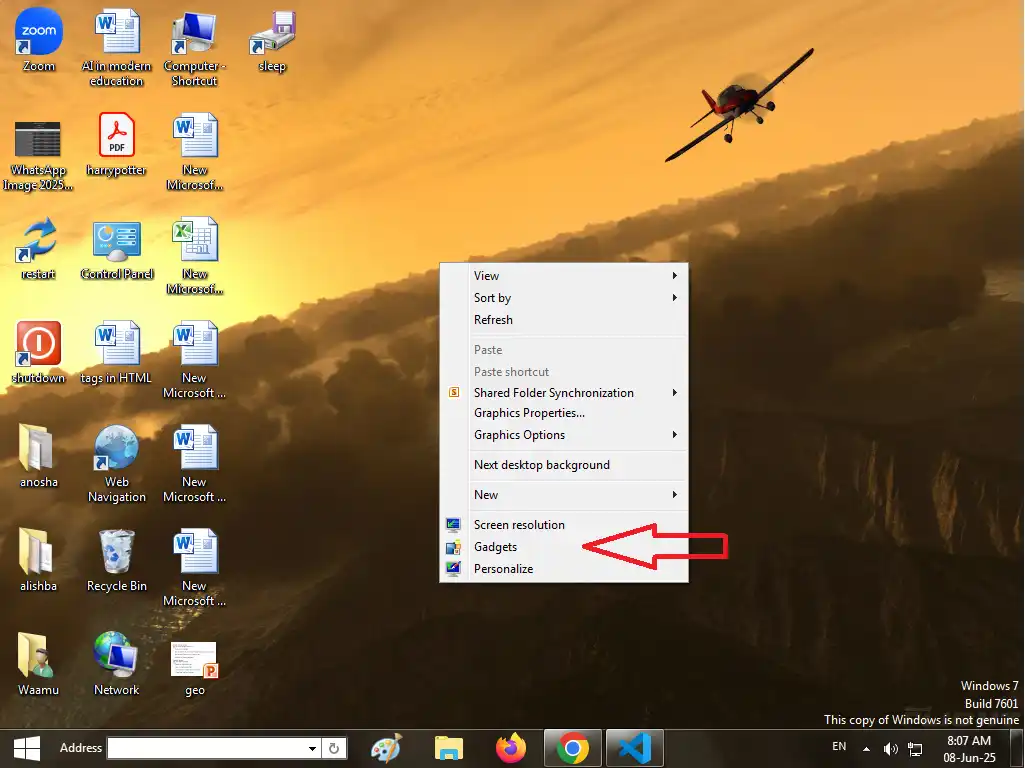 zoom
Zoom
AI in modern
education
Computer -
Shortcut
sleep
WhatsApp
Image 2025...
PDF
harrypotter
New
Microsof...
restart
Control Panel
New
Microsof...
shutdown
tags in HTML
New
Microsoft ...
anosha
Web
Navigation
New
Microsoft ...
alishba
Recycle Bin
New
Microsoft ...
Waamu
Network
geo
View
Sort by
Refresh
Paste
Paste shortcut
Shared Folder Synchronization
Graphics Properties...
Graphics Options
Next desktop background
New
Screen resolution
Gadgets
Personalize
Windows 7
Build 7601
This copy of Windows is not genuine
Address
EN
8:07 AM
08-Jun-25